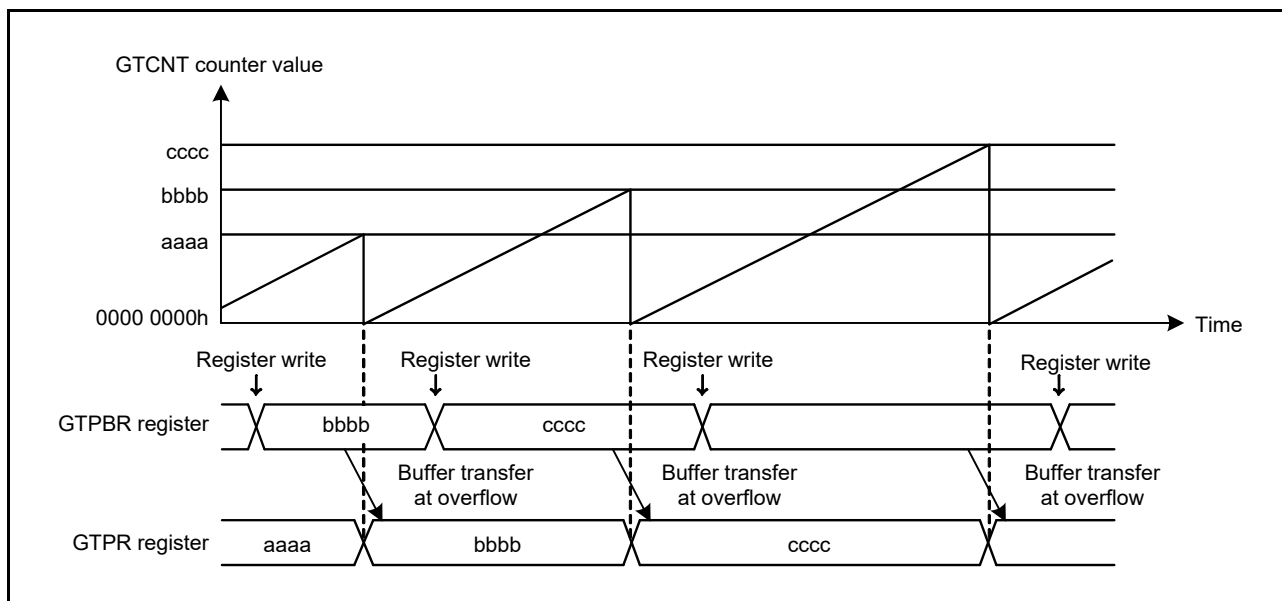 GTCNT counter value
cccc
bbbb
aaaa
0000 0000h
Time
Register write
Register write
Register write
Register write
GTPBR register
bbbb
cccc
Buffer transfer
at overflow
Buffer transfer
at overflow
Buffer transfer
at overflow
GTPR register
aaaa
bbbb
cccc